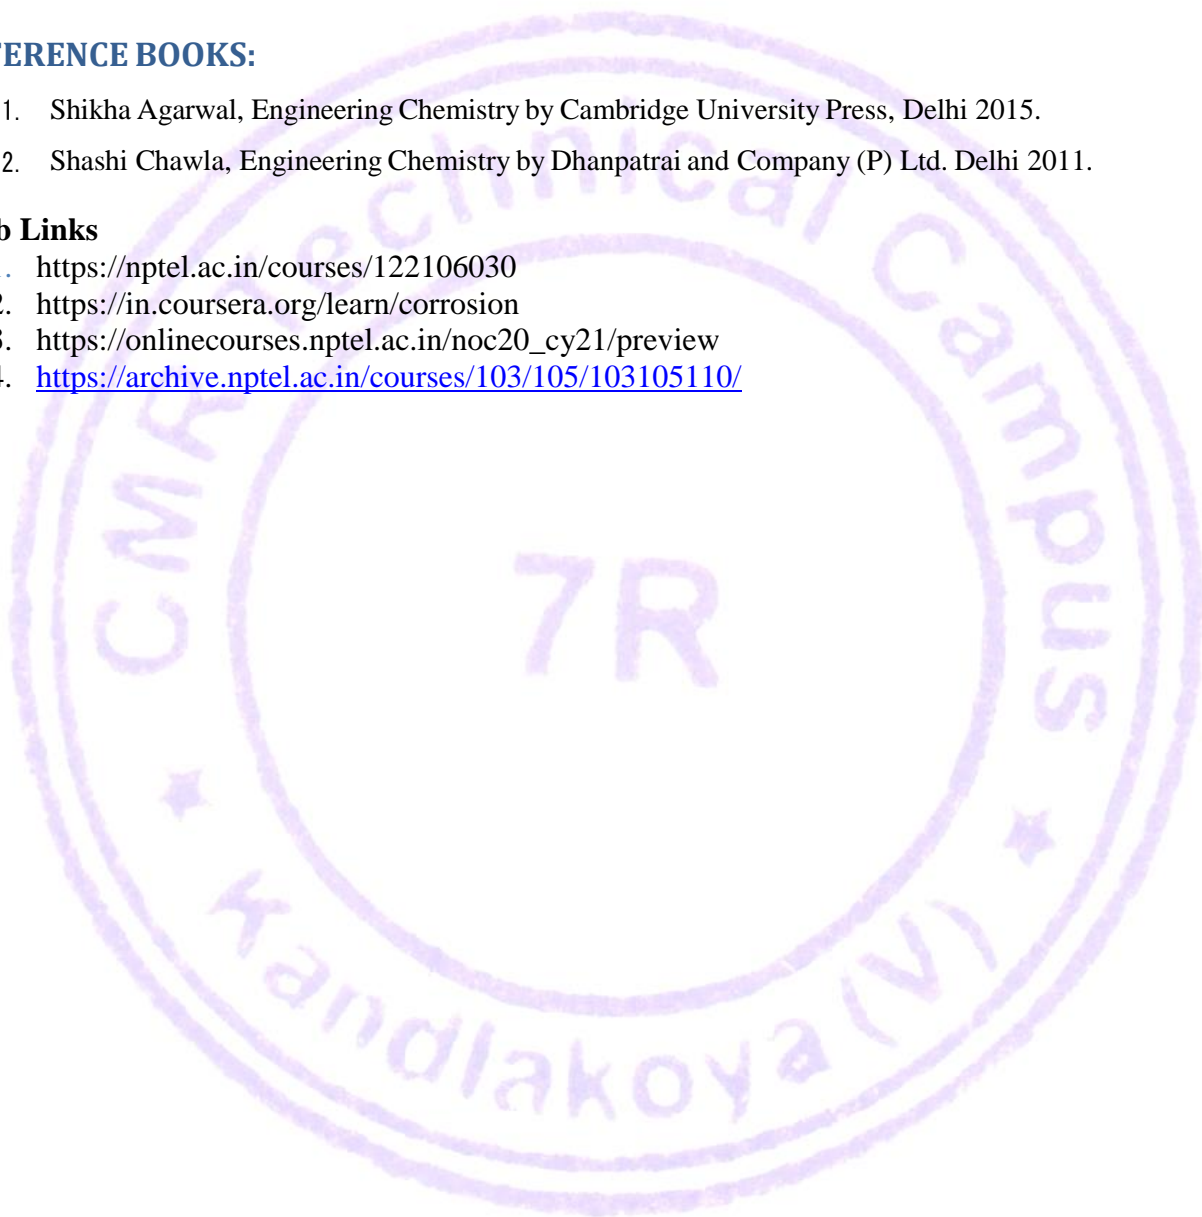 FERENCE BOOKS:
1. Shikha Agarwal, Engineering Chemistry by Cambridge University Press, Delhi 2015.
2. Shashi Chawla, Engineering Chemistry by Dhanpatrai and Company (P) Ltd. Delhi 2011.
b Links
1. https://nptel.ac.in/courses/122106030
2. https://in.coursera.org/learn/corrosion
3. https://onlinecourses.nptel.ac.in/noc20_cy21/preview
4. https://archive.nptel.ac.in/courses/103/105/103105110/
CMR Technical Campus
7R
Kandlakoya (V)